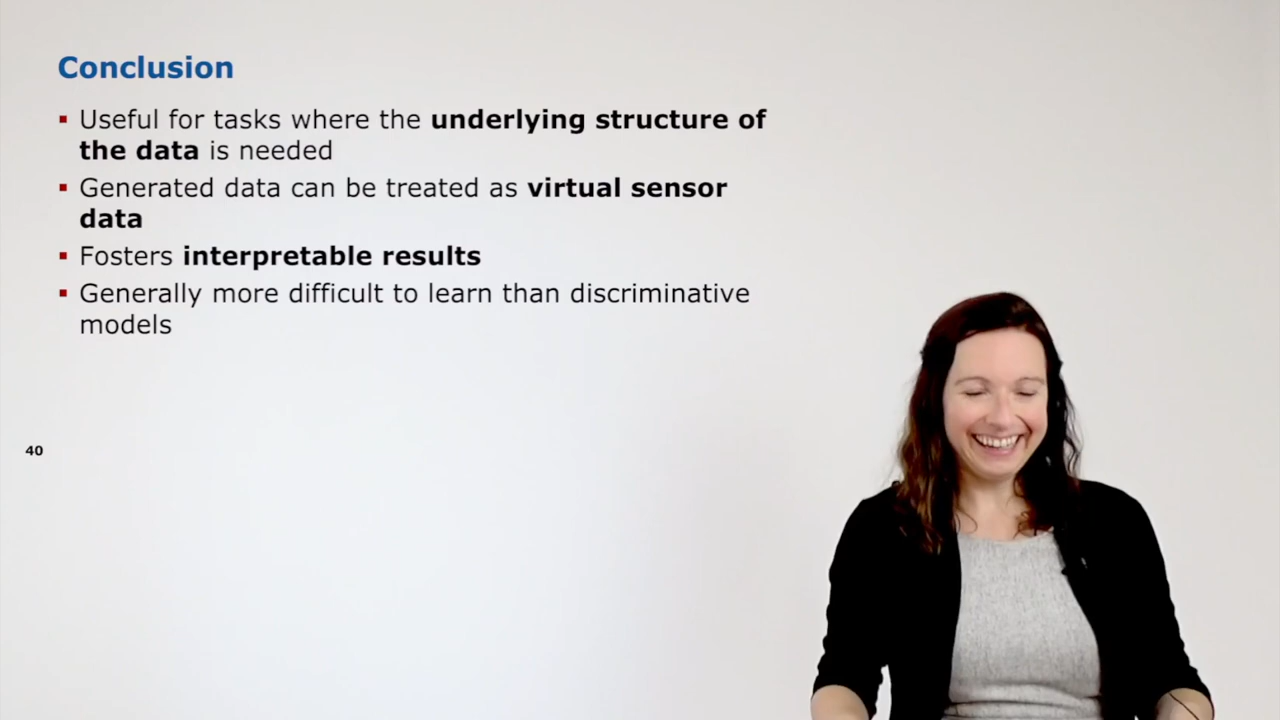 Conclusion
Useful for tasks where the underlying structure of
the data is needed
Generated data can be treated as virtual sensor
data
Fosters interpretable results
Generally more difficult to learn than discriminative
models
40